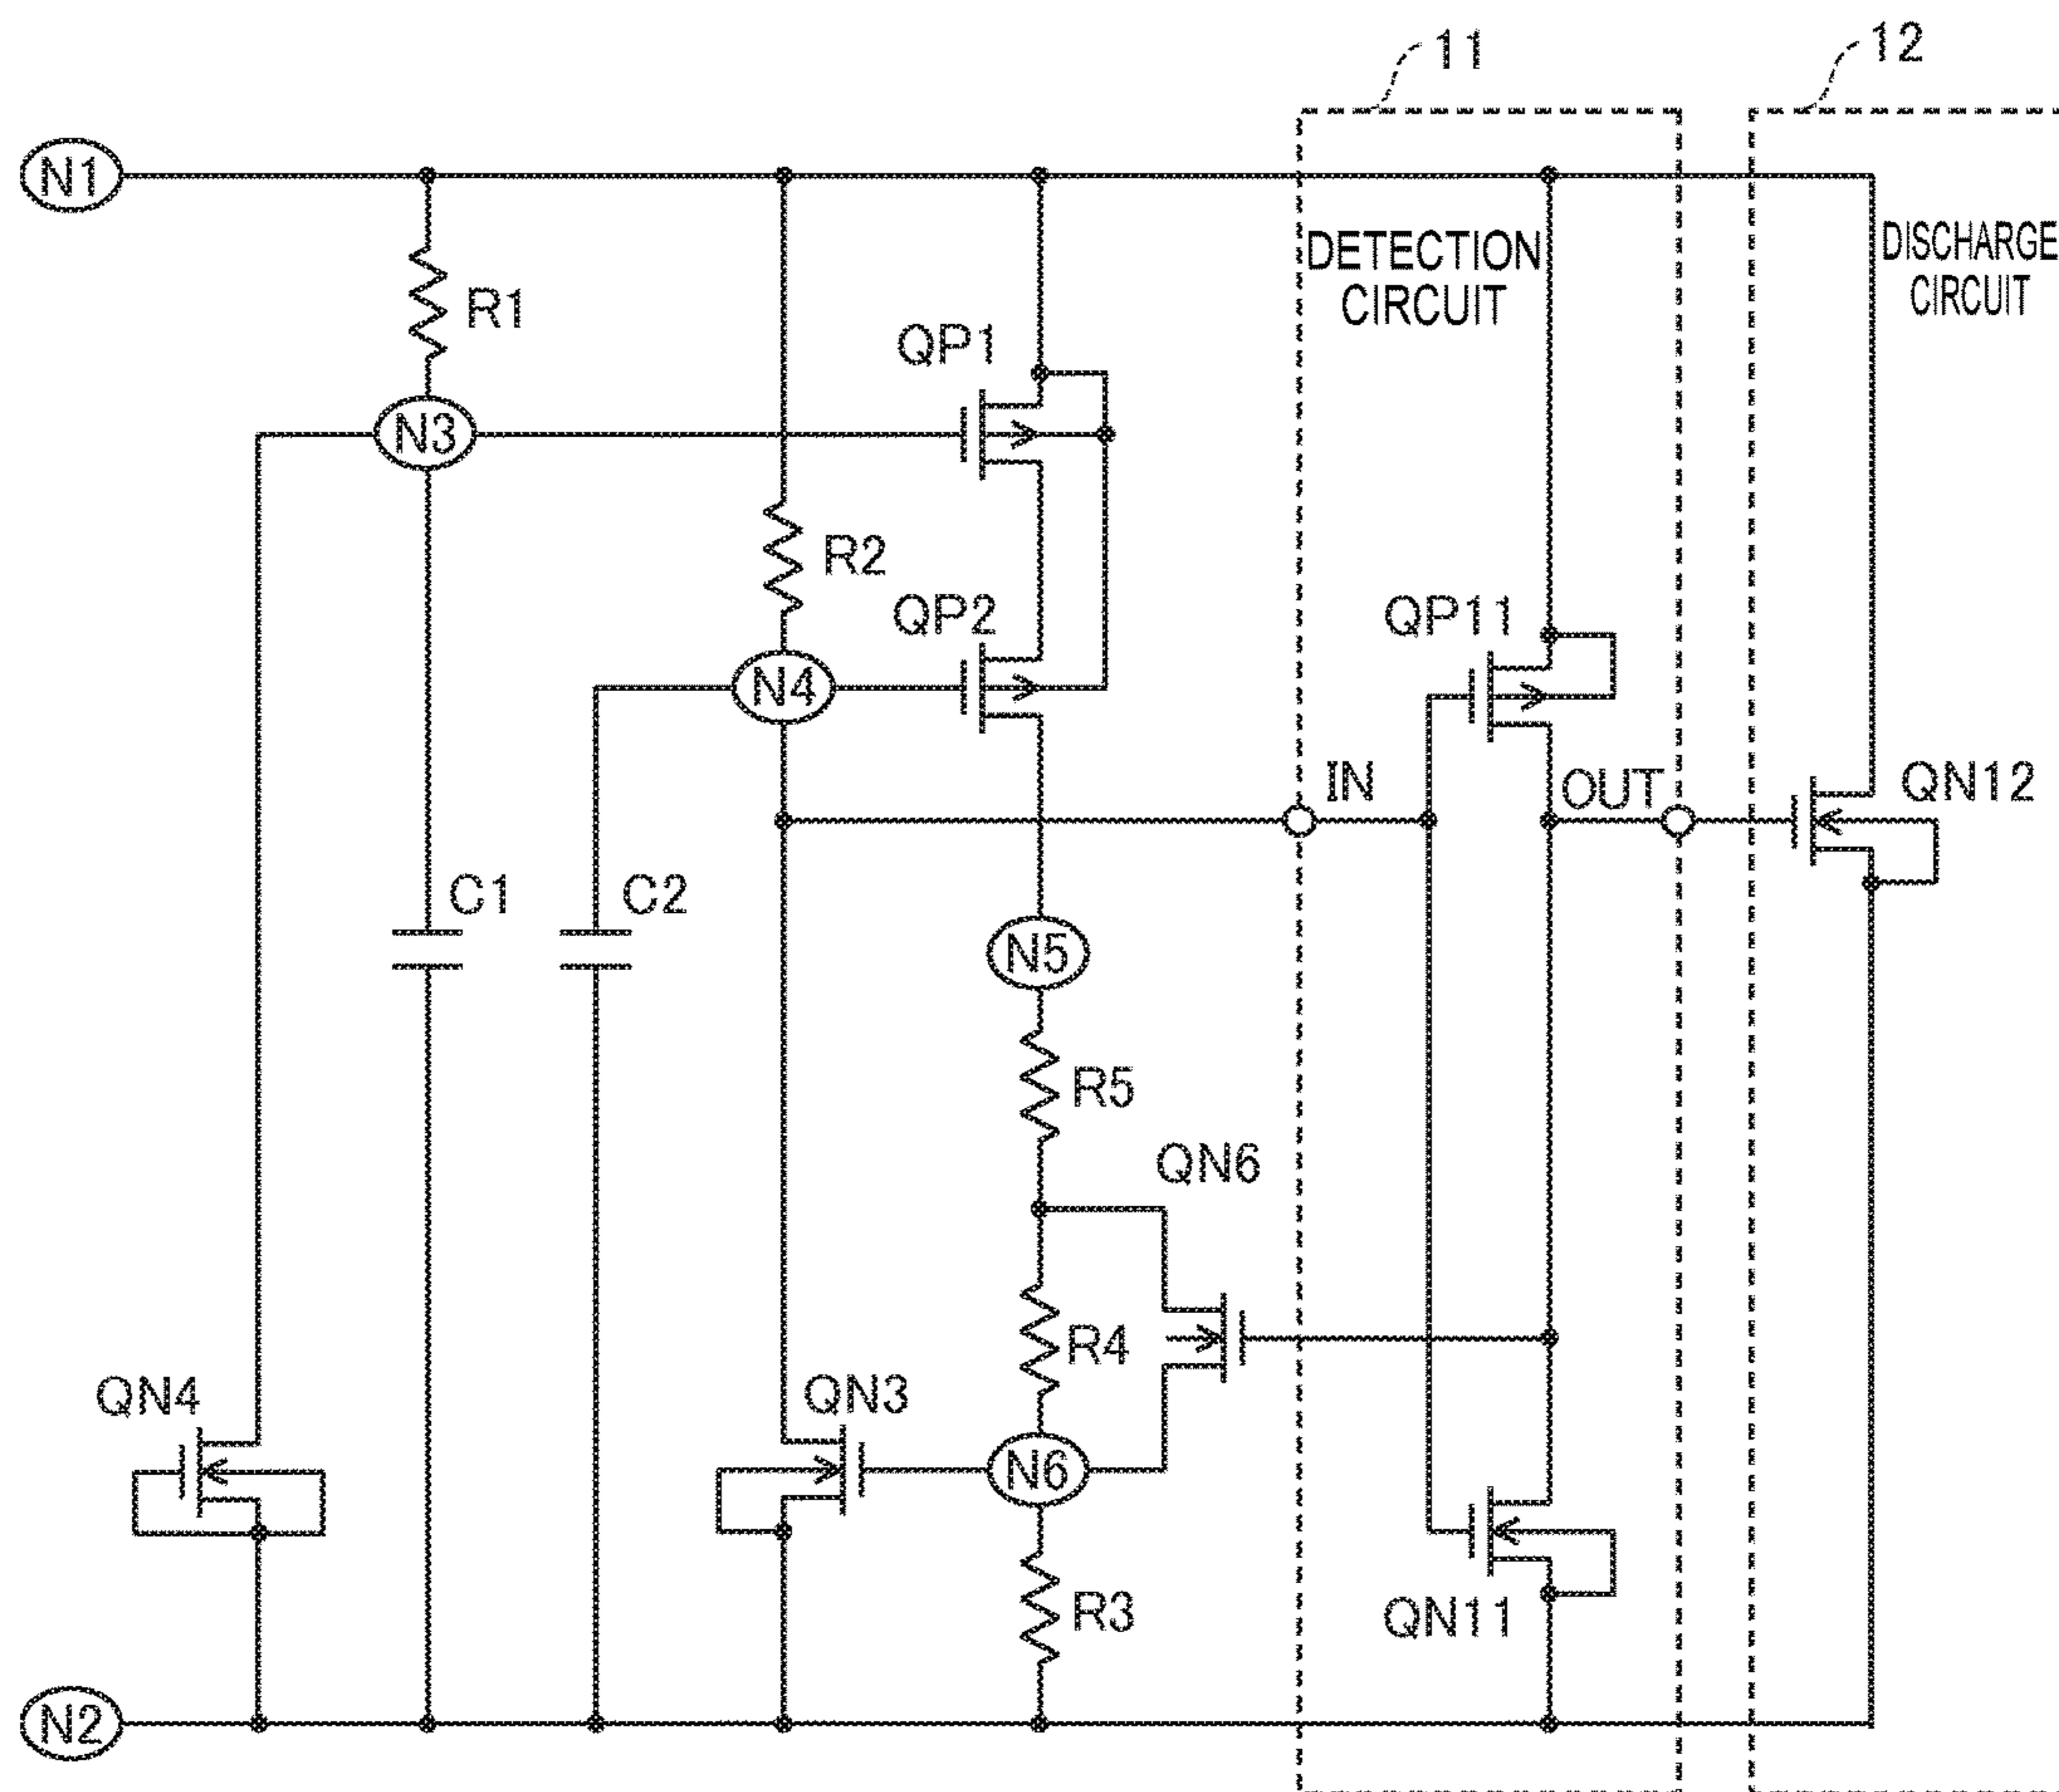 11
12
N1
DETECTION
CIRCUIT
DISCHARGE
CIRCUIT
R1
QP1
N3
R2
QP2
QP11
N4
IN
OUT
QN12
C1
C2
N5
R5
QN6
R4
QN4
QN3
N6
R3
QN11
N2